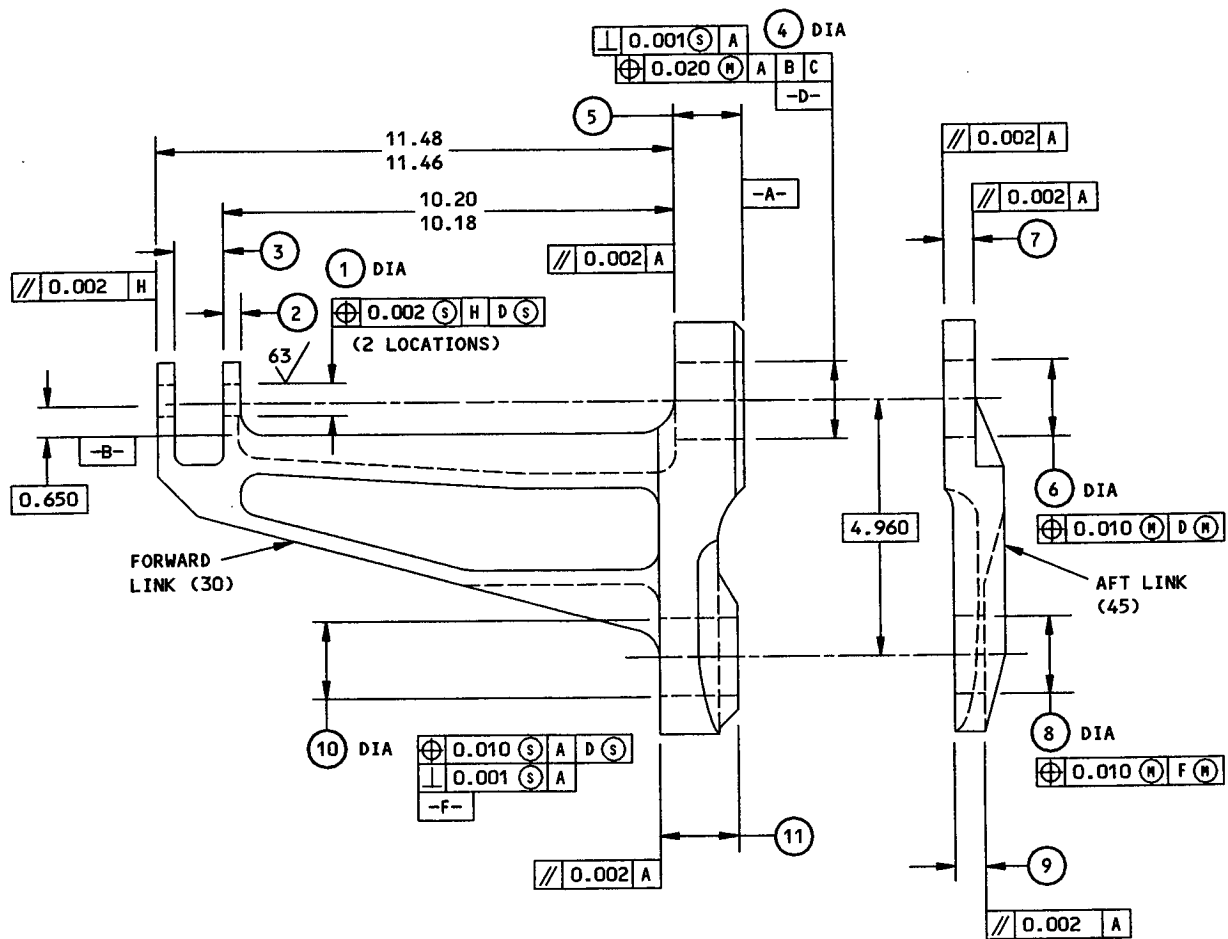 4 DIA
⊥ 0.001 Ⓢ A
⌖ 0.020 Ⓜ A B C
-D-
5
11.48
11.46
// 0.002 A
-A-
10.20
10.18
// 0.002 A
3
1 DIA
// 0.002 A
7
// 0.002 H
2
⌖ 0.002 Ⓢ H D Ⓢ
(2 LOCATIONS)
63
-B-
0.650
6 DIA
4.960
⌖ 0.010 Ⓜ D Ⓜ
FORWARD
LINK (30)
AFT LINK
(45)
10 DIA
⌖ 0.010 Ⓢ A D Ⓢ
⊥ 0.001 Ⓢ A
-F-
8 DIA
⌖ 0.010 Ⓜ F Ⓜ
11
// 0.002 A
9
// 0.002 A